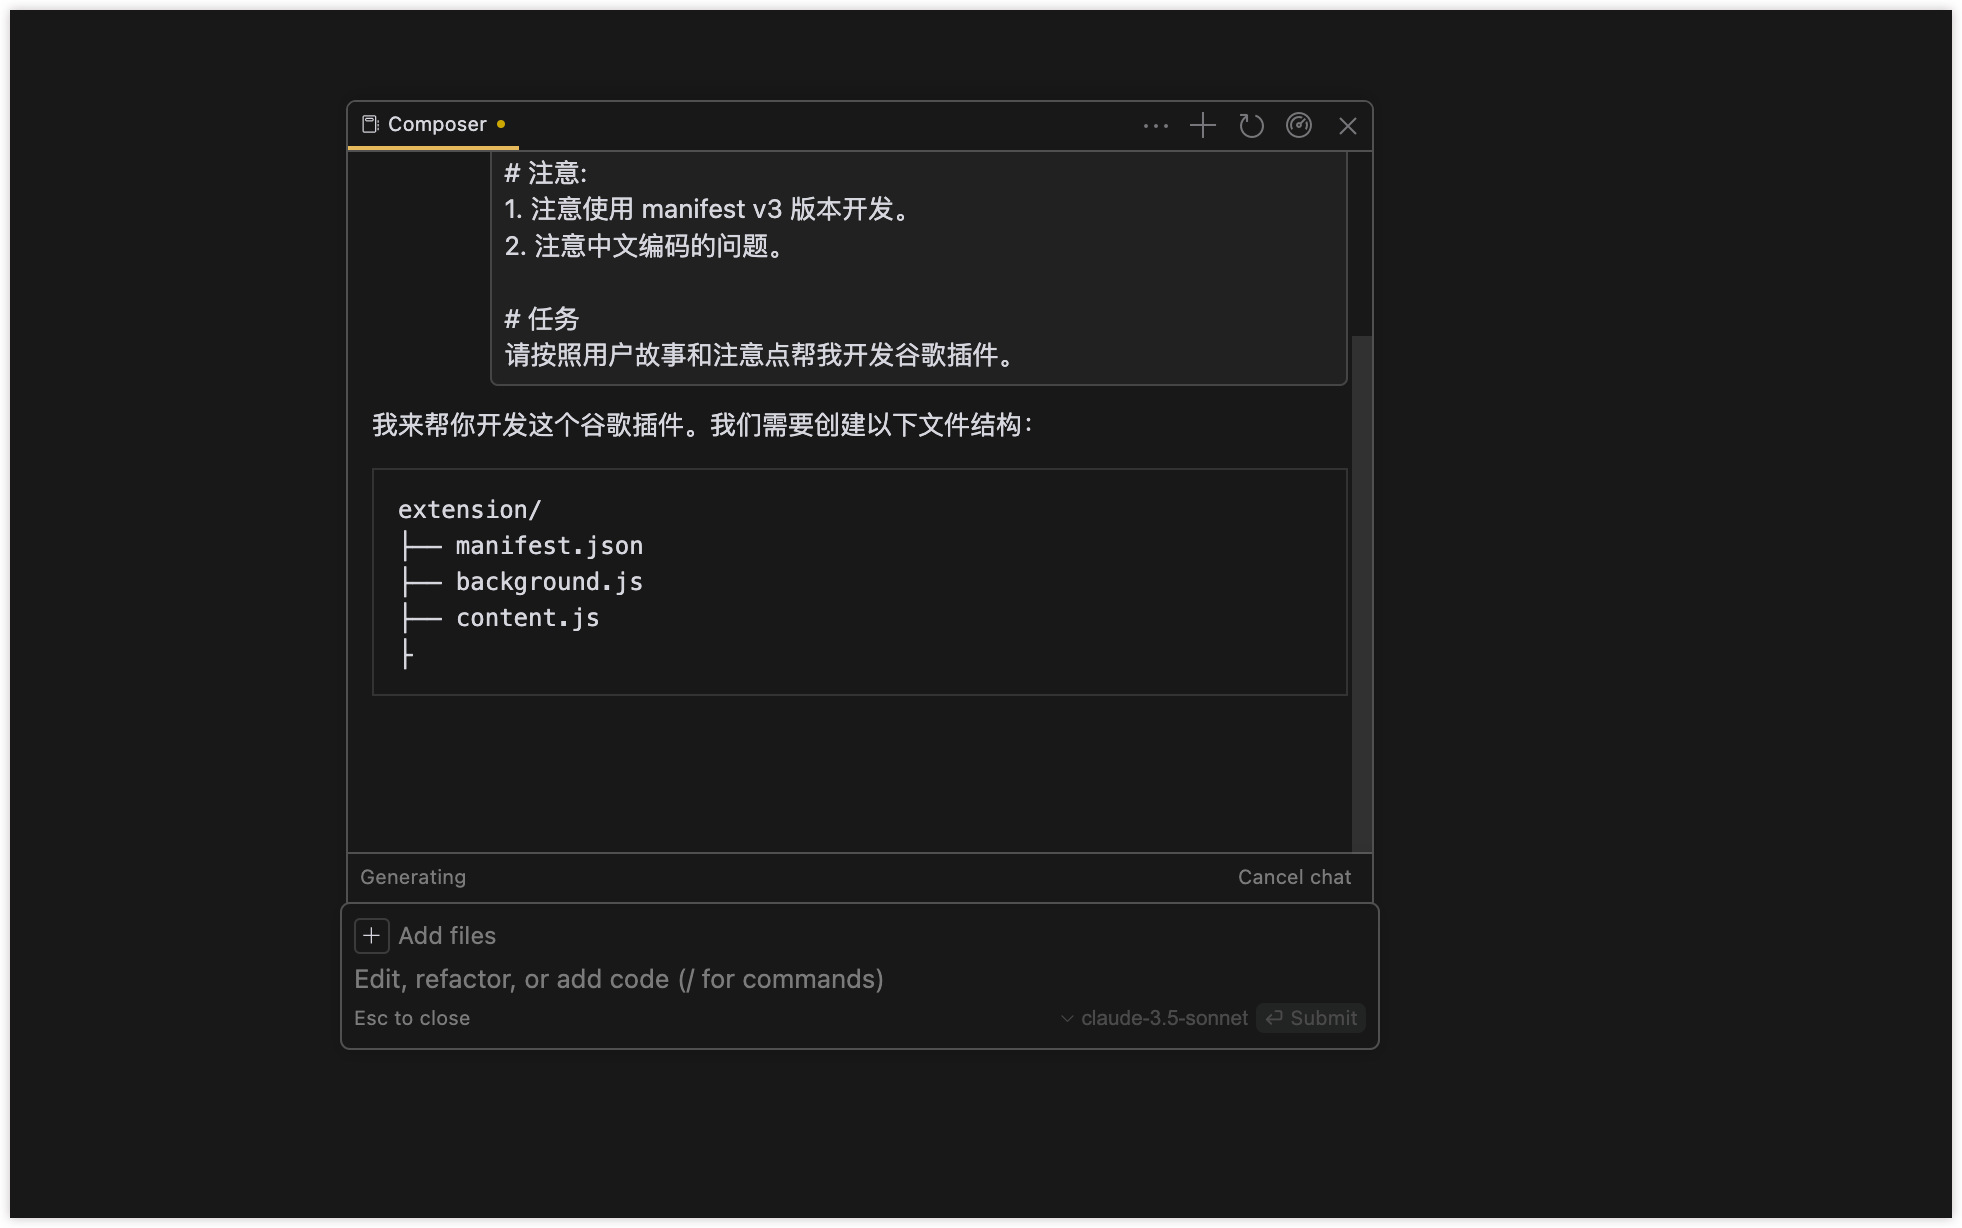 Composer
# 注意:
1. 注意使用 manifest v3 版本开发。
2. 注意中文编码的问题。
# 任务
请按照用户故事和注意点帮我开发谷歌插件。
我来帮你开发这个谷歌插件。我们需要创建以下文件结构：
extension/
├── manifest.json
├── background.js
├── content.js
├
Generating
Cancel chat
Add files
Edit, refactor, or add code (/ for commands)
Esc to close
claude-3.5-sonnet
Submit